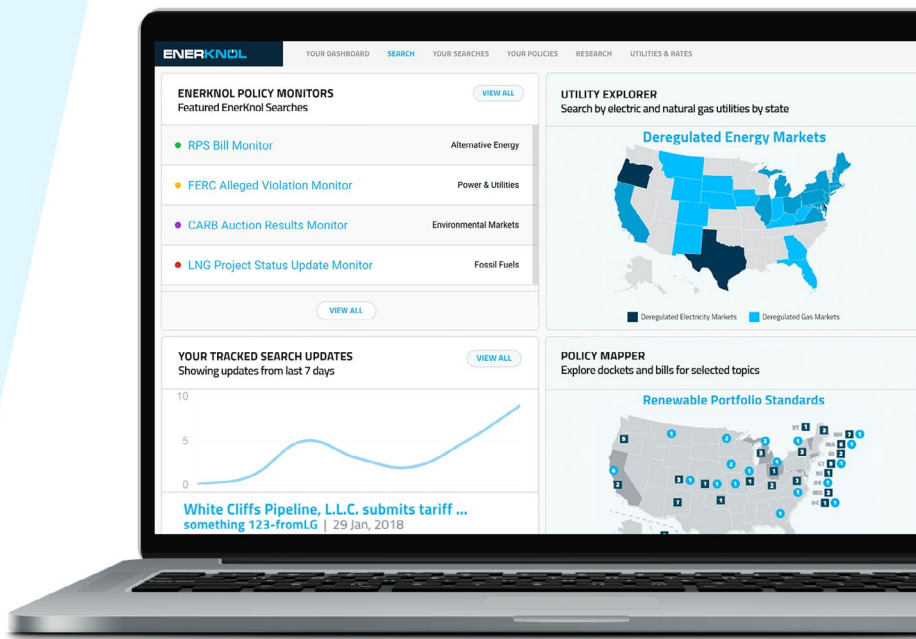 ENERKNOL
YOUR DASHBOARD SEARCH YOUR SEARCHES YOUR POLICIES RESEARCH UTILITIES & RATES
ENERKNOL POLICY MONITORS
Featured EnerKnol Searches
VIEW ALL
RPS Bill Monitor Alternative Energy
FERC Alleged Violation Monitor Power & Utilities
CARB Auction Results Monitor Environmental Markets
LNG Project Status Update Monitor Fossil Fuels
VIEW ALL
UTILITY EXPLORER
Search by electric and natural gas utilities by state
Deregulated Energy Markets
Deregulated Electricity Markets Deregulated Gas Markets
YOUR TRACKED SEARCH UPDATES
Showing updates from last 7 days
VIEW ALL
10
5
0
White Cliffs Pipeline, L.L.C. submits tariff ...
something 123-fromLG | 29 Jan, 2018
POLICY MAPPER
Explore dockets and bills for selected topics
Renewable Portfolio Standards
VT 1
NH 7 1